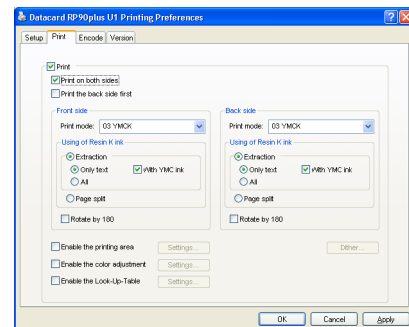 Datacard RP90plus U1 Printing Preferences
Setup Print Encode Version
Print
Print on both sides
Print the back side first
Front side Back side
Print mode: 03 YMCK Print mode: 03 YMCK
Using of Resin K ink Using of Resin K ink
Extraction Extraction
Only text With YMC ink Only text With YMC ink
All All
Page split Page split
Rotate by 180 Rotate by 180
Enable the printing area Settings... Dither...
Enable the color adjustment Settings...
Enable the Look-Up-Table Settings...
OK Cancel Apply